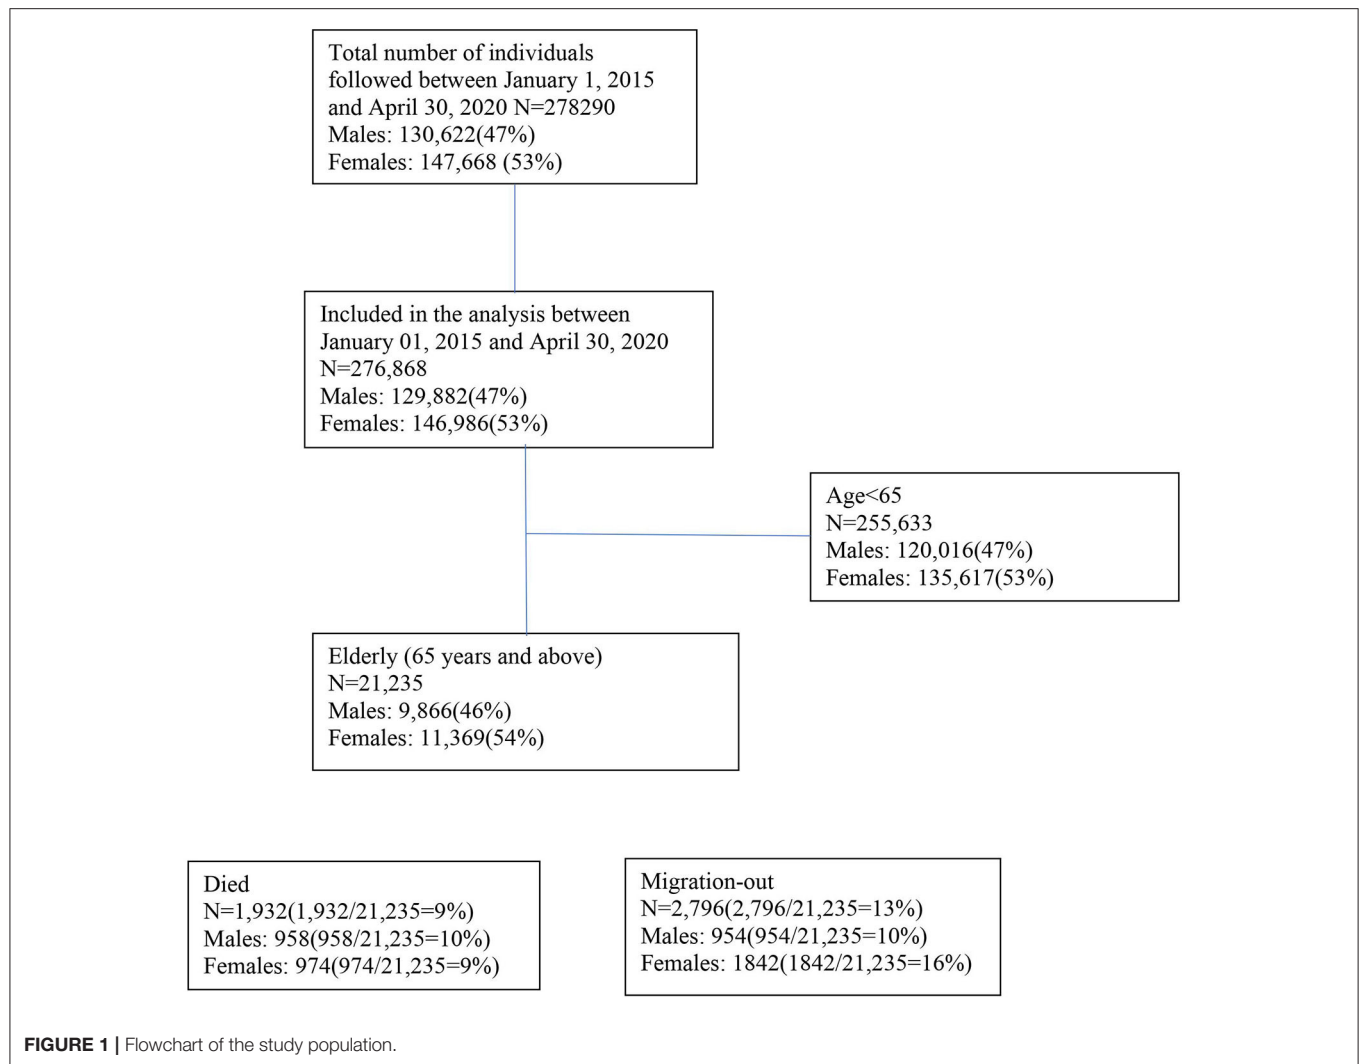 Total number of individuals
followed between January 1, 2015
and April 30, 2020 N=278290
Males: 130,622(47%)
Females: 147,668 (53%)
Included in the analysis between
January 01, 2015 and April 30, 2020
N=276,868
Males: 129,882(47%)
Females: 146,986(53%)
Age<65
N=255,633
Males: 120,016(47%)
Females: 135,617(53%)
Elderly (65 years and above)
N=21,235
Males: 9,866(46%)
Females: 11,369(54%)
Died
N=1,932(1,932/21,235=9%)
Males: 958(958/21,235=10%)
Females: 974(974/21,235=9%)
Migration-out
N=2,796(2,796/21,235=13%)
Males: 954(954/21,235=10%)
Females: 1842(1842/21,235=16%)
FIGURE 1 | Flowchart of the study population.